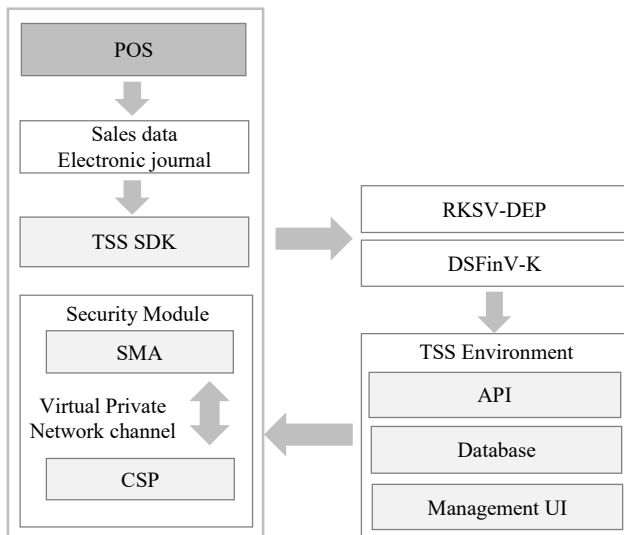 POS
Sales data
Electronic journal
TSS SDK
Security Module
SMA
Virtual Private
Network channel
CSP
RKSV-DEP
DSFinV-K
TSS Environment
API
Database
Management UI